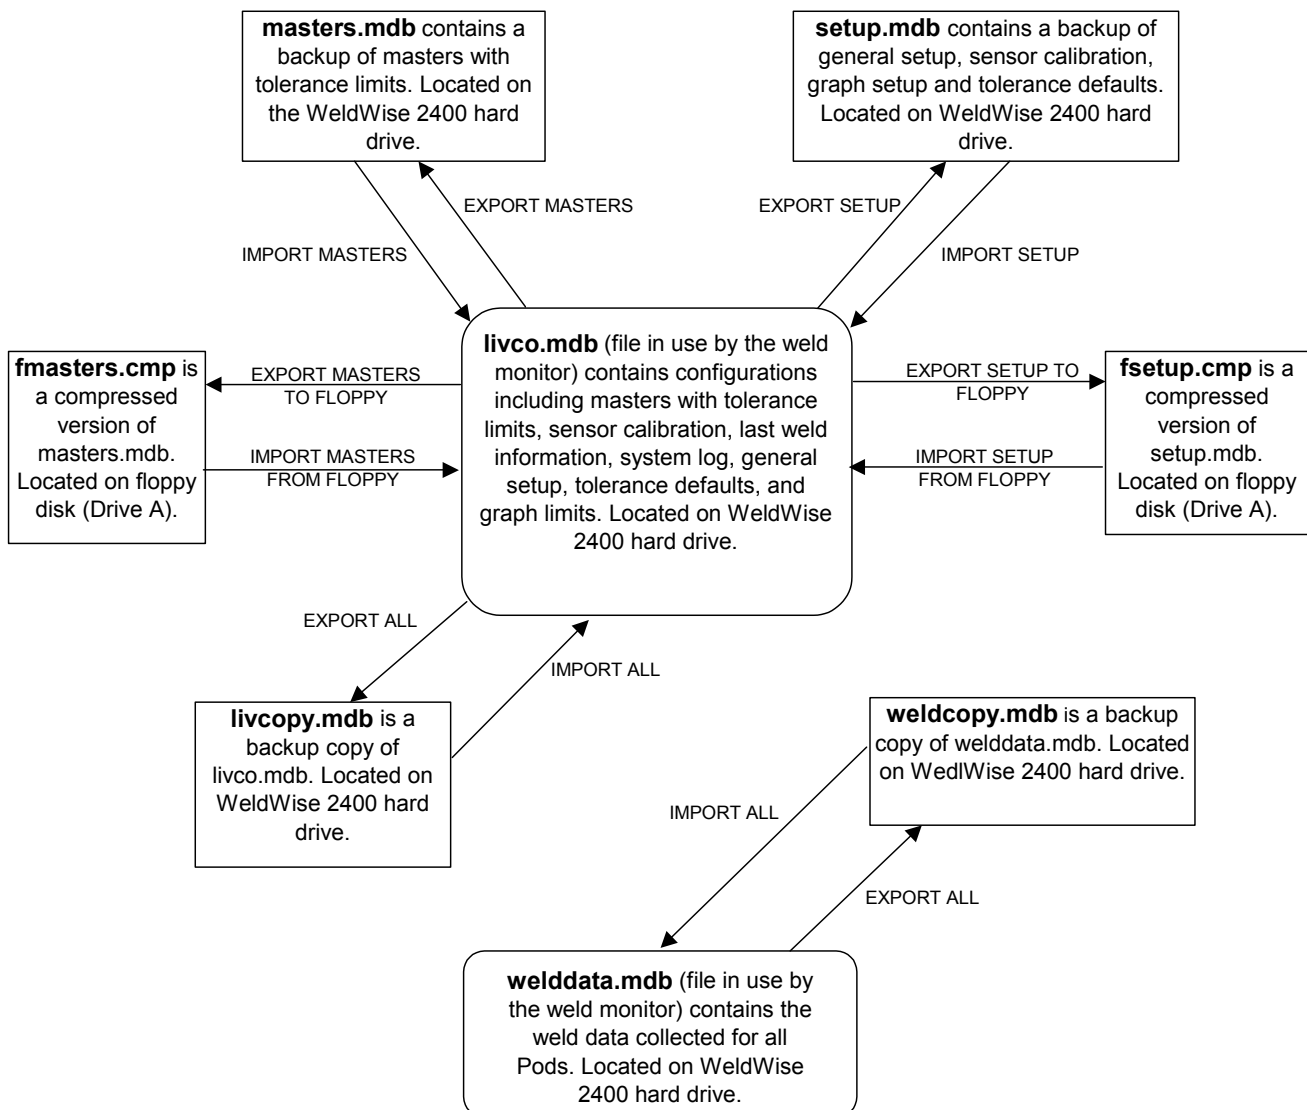 masters.mdb contains a
backup of masters with
tolerance limits. Located on
the WeldWise 2400 hard
drive.
setup.mdb contains a backup of
general setup, sensor calibration,
graph setup and tolerance defaults.
Located on WeldWise 2400 hard
drive.
EXPORT MASTERS
IMPORT MASTERS
EXPORT SETUP
IMPORT SETUP
fmasters.cmp is
a compressed
version of
masters.mdb.
Located on floppy
disk (Drive A).
EXPORT MASTERS
TO FLOPPY
IMPORT MASTERS
FROM FLOPPY
livco.mdb (file in use by the weld
monitor) contains configurations
including masters with tolerance
limits, sensor calibration, last weld
information, system log, general
setup, tolerance defaults, and
graph limits. Located on WeldWise
2400 hard drive.
EXPORT SETUP TO
FLOPPY
IMPORT SETUP
FROM FLOPPY
fsetup.cmp is a
compressed
version of
setup.mdb.
Located on floppy
disk (Drive A).
EXPORT ALL
IMPORT ALL
livcopy.mdb is a
backup copy of
livco.mdb. Located on
WeldWise 2400 hard
drive.
weldcopy.mdb is a backup
copy of welddata.mdb. Located
on WedlWise 2400 hard drive.
IMPORT ALL
EXPORT ALL
welddata.mdb (file in use by
the weld monitor) contains the
weld data collected for all
Pods. Located on WeldWise
2400 hard drive.